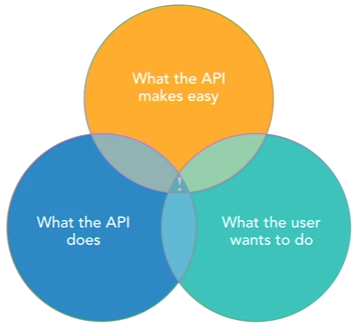 What the API
makes easy
!
What the API
does
What the user
wants to do